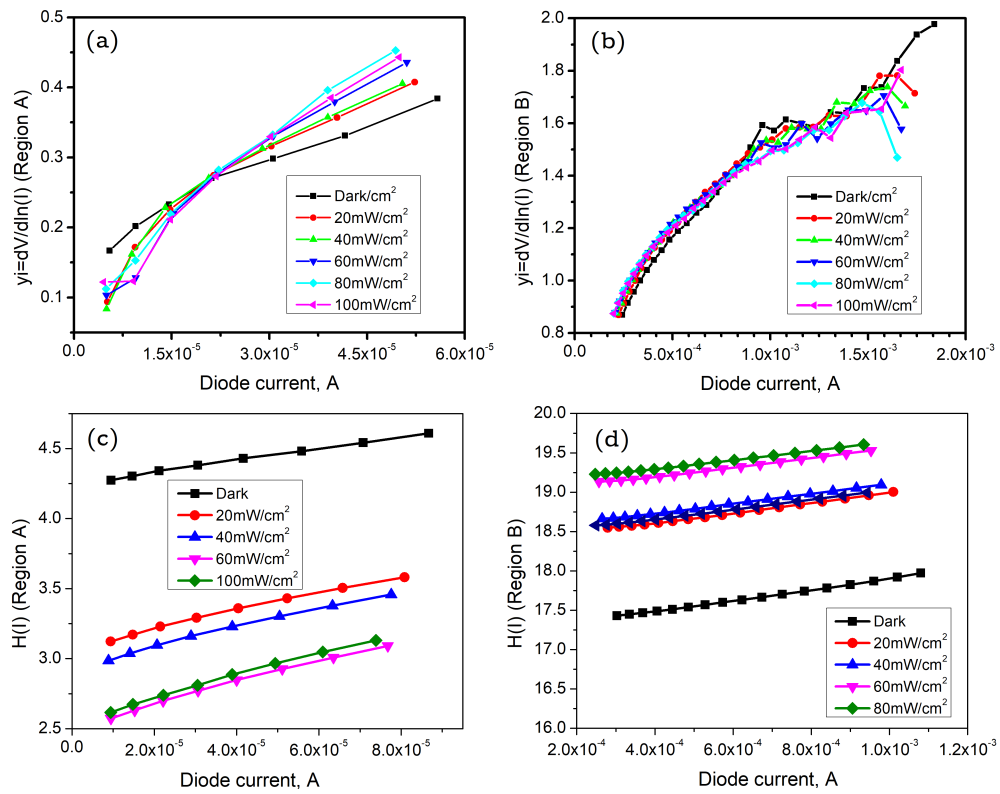 (a)
yi=dV/dln(I) (Region A)
0.5
0.4
0.3
0.2
0.1
Dark/cm²
20mW/cm²
40mW/cm²
60mW/cm²
80mW/cm²
100mW/cm²
0.0 1.5x10⁻⁵ 3.0x10⁻⁵ 4.5x10⁻⁵ 6.0x10⁻⁵
Diode current, A
(b)
yi=dV/dln(I) (Region B)
2.0
1.8
1.6
1.4
1.2
1.0
0.8
Dark/cm²
20mW/cm²
40mW/cm²
60mW/cm²
80mW/cm²
100mW/cm²
0.0 5.0x10⁻⁴ 1.0x10⁻³ 1.5x10⁻³ 2.0x10⁻³
Diode current, A
(c)
H(I) (Region A)
4.5
4.0
3.5
3.0
2.5
Dark
20mW/cm²
40mW/cm²
60mW/cm²
100mW/cm²
0.0 2.0x10⁻⁵ 4.0x10⁻⁵ 6.0x10⁻⁵ 8.0x10⁻⁵
Diode current, A
(d)
H(I) (Region B)
20.0
19.5
19.0
18.5
18.0
17.5
17.0
16.5
16.0
Dark
20mW/cm²
40mW/cm²
60mW/cm²
80mW/cm²
2.0x10⁻⁴ 4.0x10⁻⁴ 6.0x10⁻⁴ 8.0x10⁻⁴ 1.0x10⁻³ 1.2x10⁻³
Diode current, A